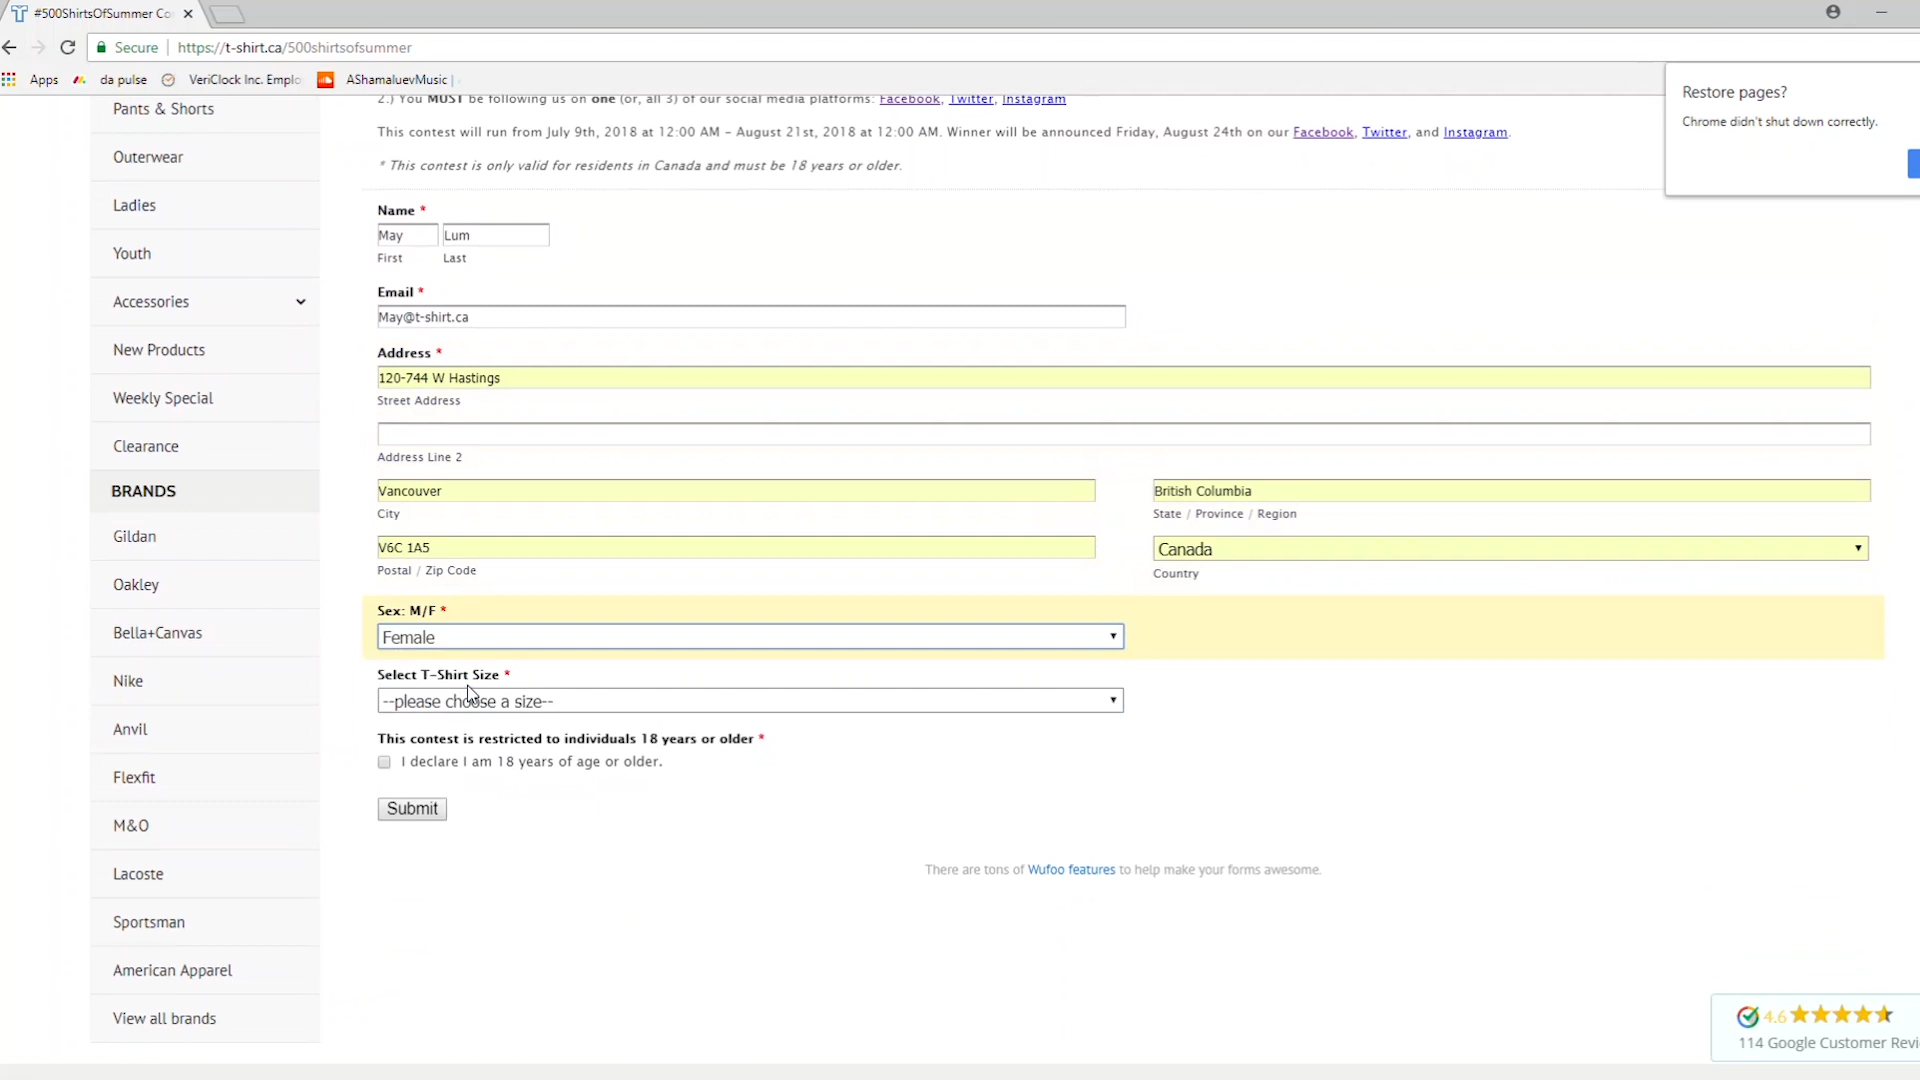 #500ShirtsOfSummer Co
Secure https://t-shirt.ca/500shirtsofsummer
Apps da pulse VeriClock Inc. Emplo AShamaluevMusic |
Restore pages?
Chrome didn't shut down correctly.
Pants & Shorts
Outerwear
Ladies
Youth
Accessories
New Products
Weekly Special
Clearance
BRANDS
Gildan
Oakley
Bella+Canvas
Nike
Anvil
Flexfit
M&O
Lacoste
Sportsman
American Apparel
View all brands
2.) You MUST be following us on one (or, all 3) of our social media platforms: Facebook, Twitter, Instagram
This contest will run from July 9th, 2018 at 12:00 AM – August 21st, 2018 at 12:00 AM. Winner will be announced Friday, August 24th on our Facebook, Twitter, and Instagram.
* This contest is only valid for residents in Canada and must be 18 years or older.
Name *
May Lum
First Last
Email *
May@t-shirt.ca
Address *
120-744 W Hastings
Street Address
Address Line 2
Vancouver British Columbia
City State / Province / Region
V6C 1A5 Canada
Postal / Zip Code Country
Sex: M/F *
Female
Select T-Shirt Size *
--please choose a size--
This contest is restricted to individuals 18 years or older *
I declare I am 18 years of age or older.
Submit
There are tons of Wufoo features to help make your forms awesome.
4.6
114 Google Customer Revi